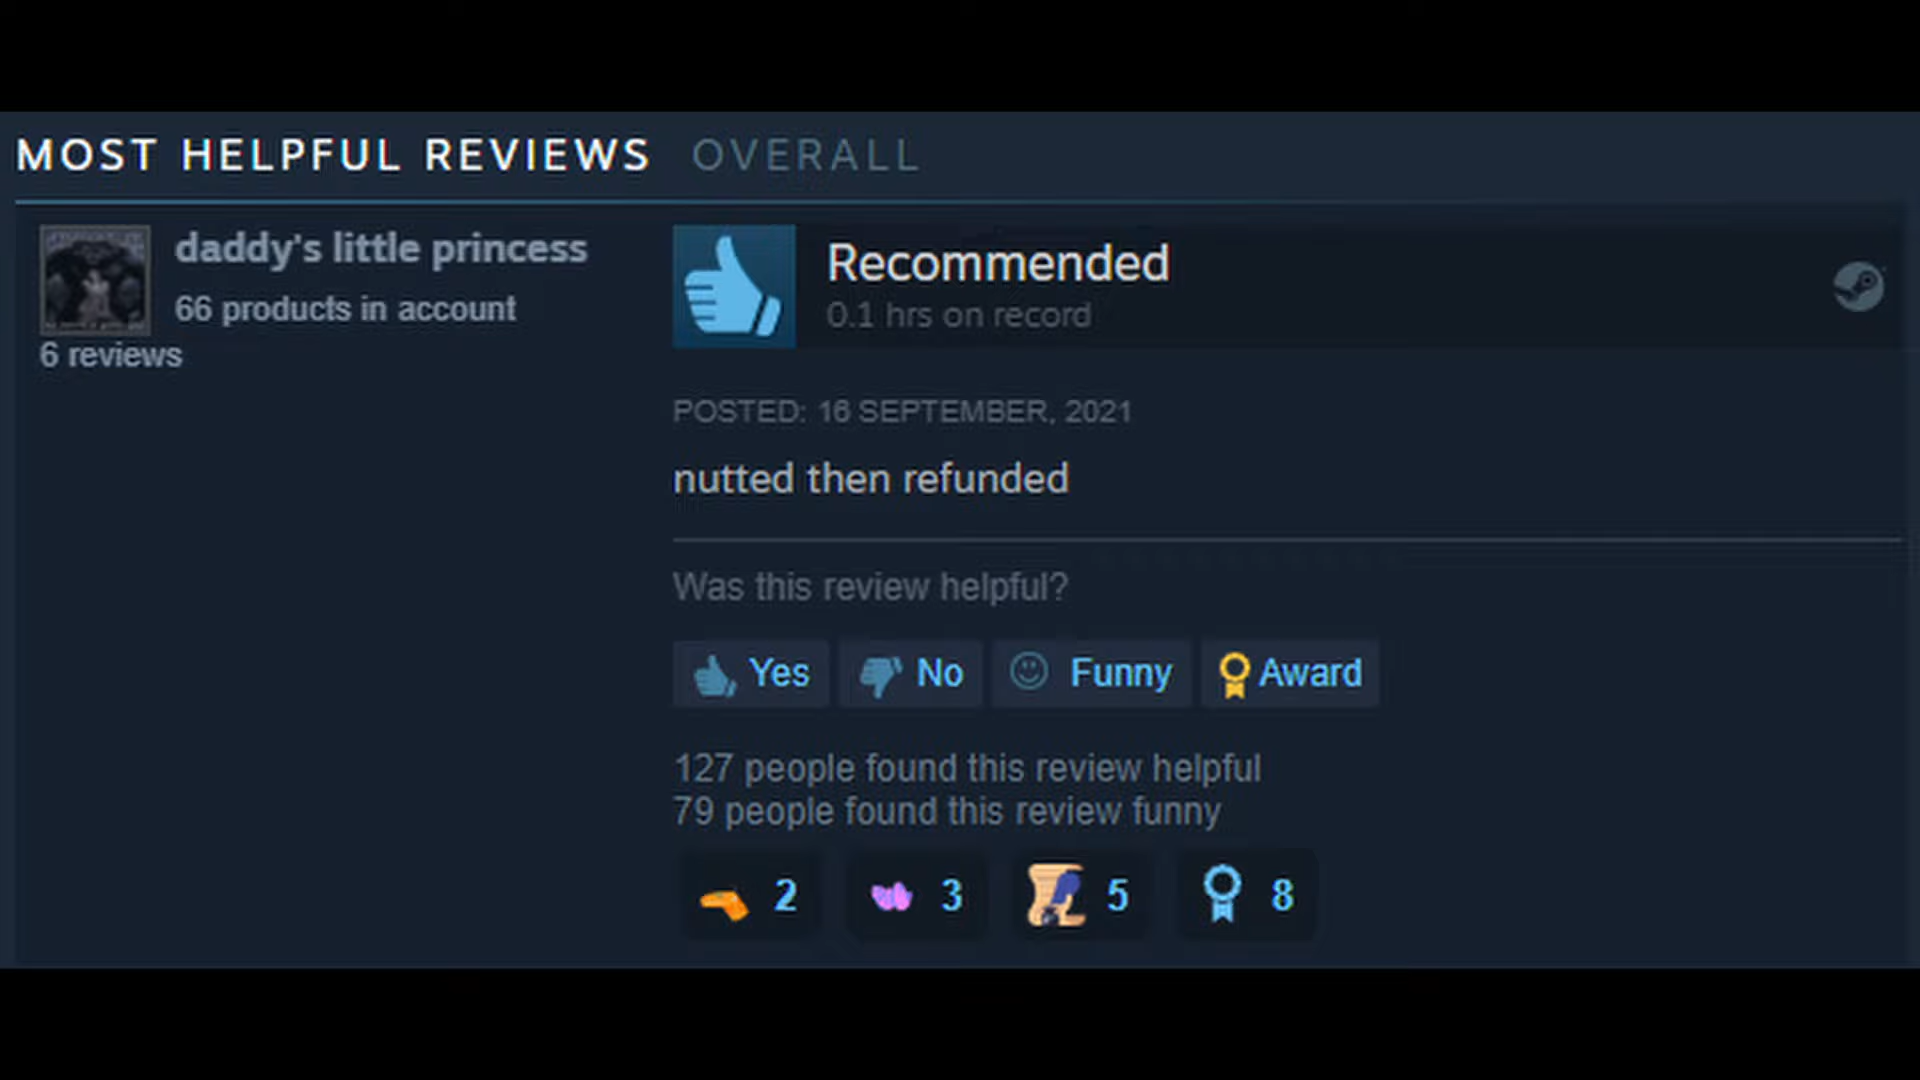 MOST HELPFUL REVIEWS OVERALL
daddy's little princess
66 products in account
6 reviews
Recommended
0.1 hrs on record
POSTED: 16 SEPTEMBER, 2021
nutted then refunded
Was this review helpful?
Yes No Funny Award
127 people found this review helpful
79 people found this review funny
2 3 5 8